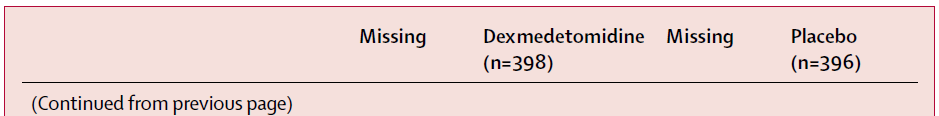 Missing Dexmedetomidine Missing Placebo
(n=398) (n=396)
(Continued from previous page)